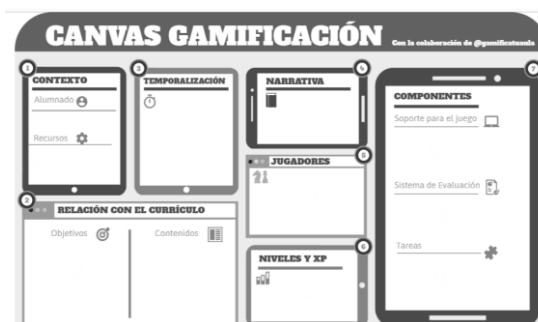 CANVAS GAMIFICACIÓN
Con la colaboración de @gamificatuaula
1
CONTEXTO
Alumnado
Recursos
3
TEMPORALIZACIÓN
4
NARRATIVA
5
JUGADORES
7
COMPONENTES
Soporte para el juego
Sistema de Evaluación
Tareas
2
RELACIÓN CON EL CURRÍCULO
Objetivos
Contenidos
6
NIVELES Y XP